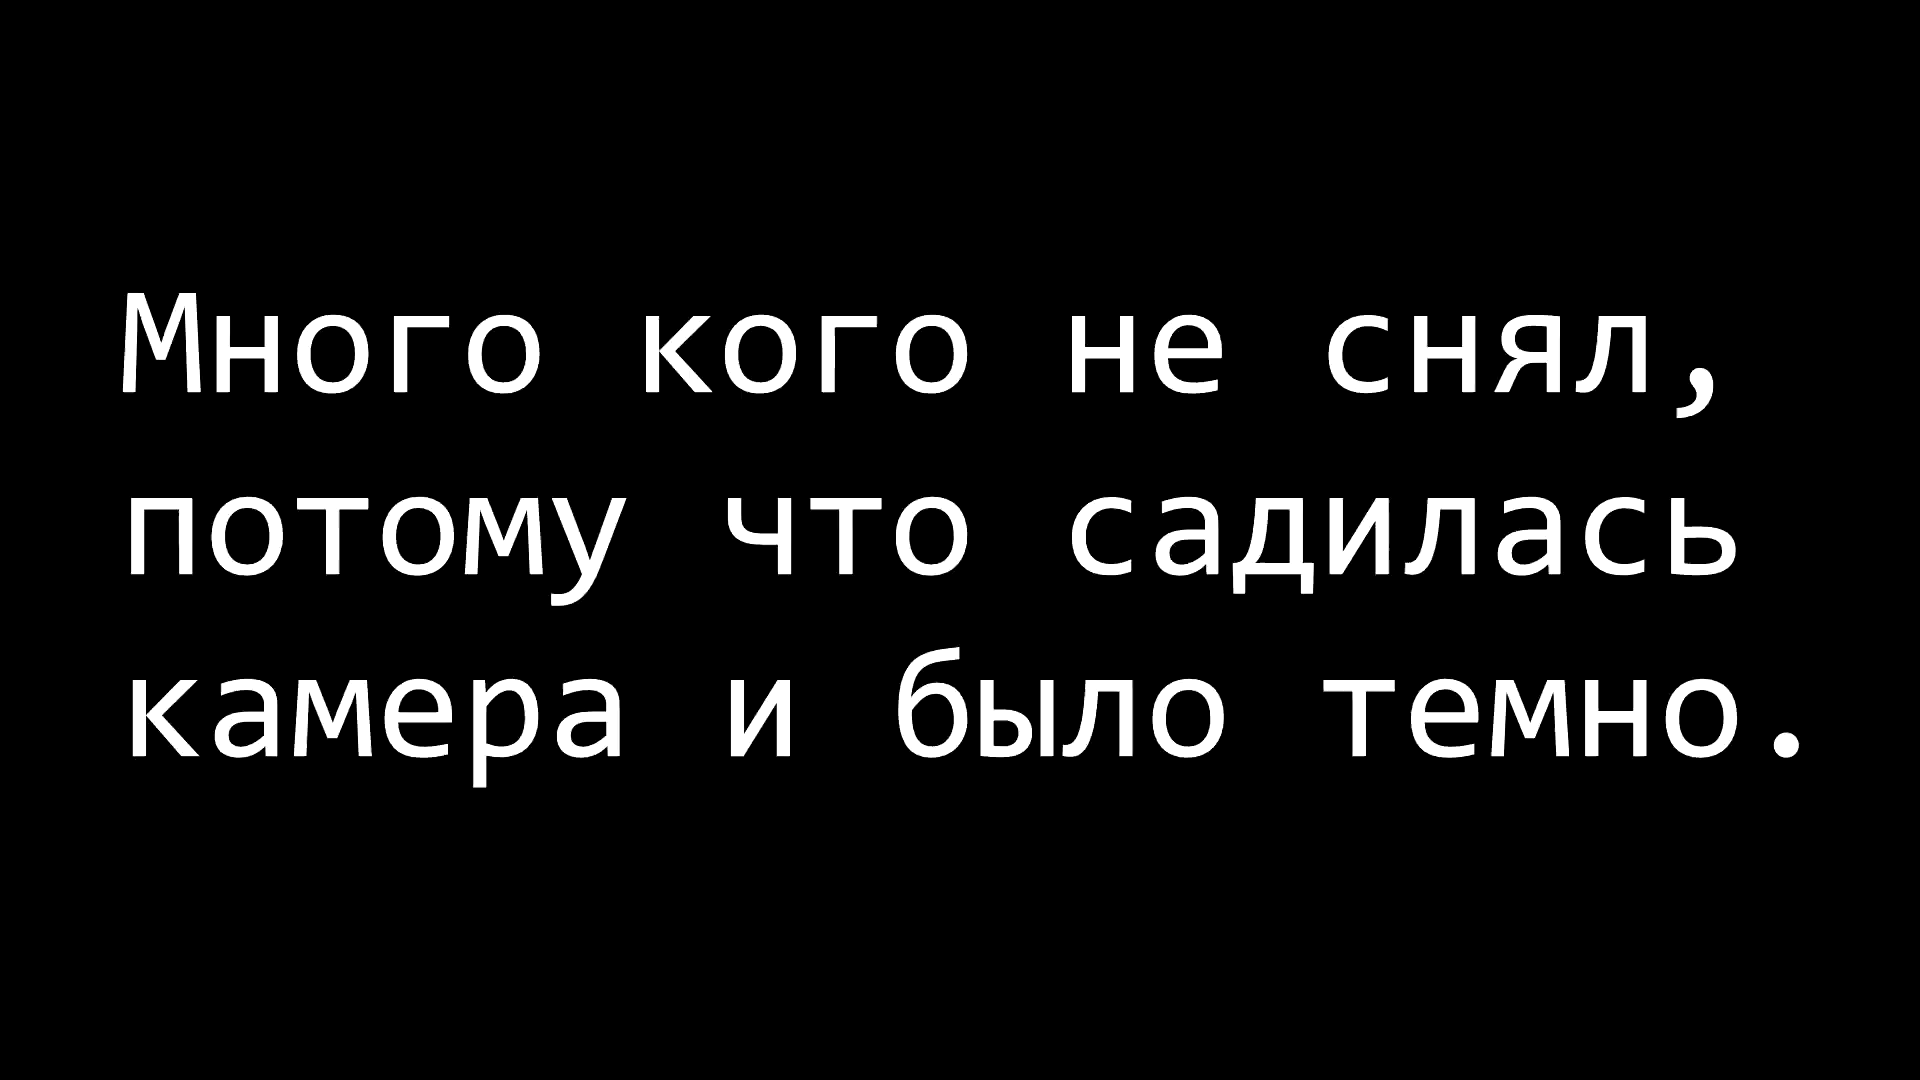 Много кого не снял,
потому что садилась
камера и было темно.